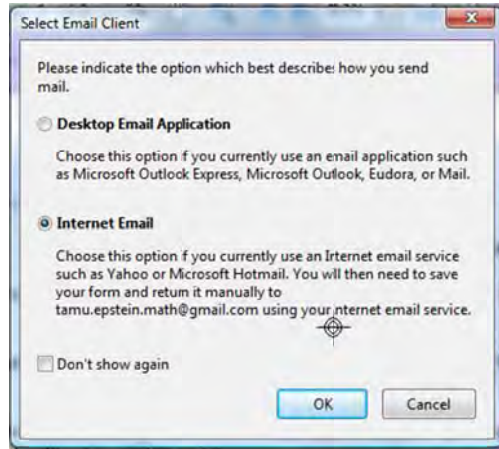 Select Email Client
Please indicate the option which best describe: how you send
mail.
Desktop Email Application
Choose this option f you currently use an email application such
as Microsoft Outlook Express, Microsoft Outlook, Eudora, or Mail.
Internet Email
Choose this option f you currently use an Irternet email service
such as Yahoo or Microsoft Hotmail. You wll then need to save
your form and retum it manually to
tamu.epstein.math@gmail.com using your nternet email service.
Don't show again
OK
Cancel